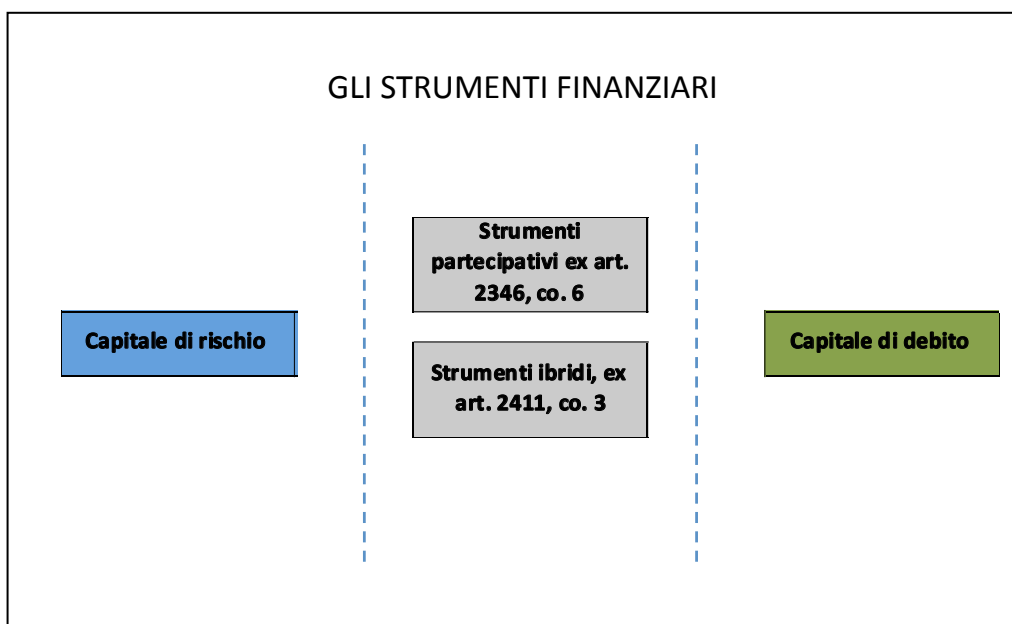 GLI STRUMENTI FINANZIARI
Strumenti
partecipativi ex art.
2346, co. 6
Capitale di rischio
Capitale di debito
Strumenti ibridi, ex
art. 2411, co. 3